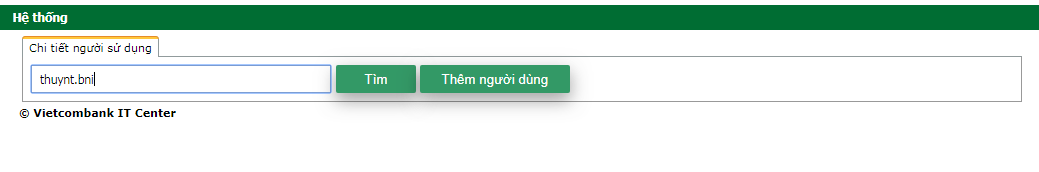 Hệ thống
Chi tiết người sử dụng
thuynt.bni Tìm Thêm người dùng
© Vietcombank IT Center